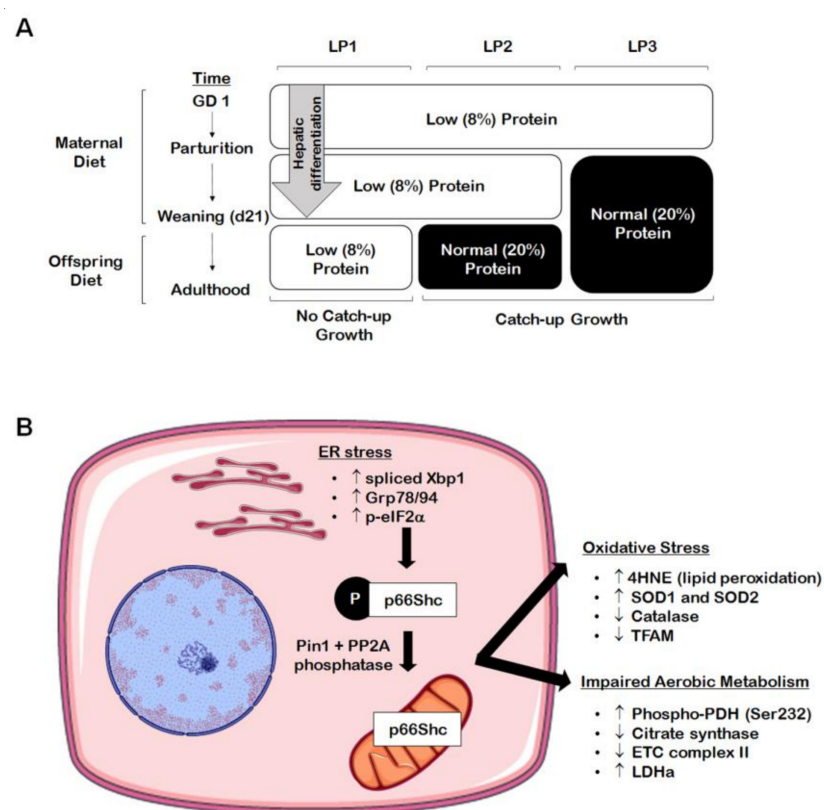 A
LP1
LP2
LP3
Time
GD 1
Parturition
Weaning (d21)
Adulthood
Maternal
Diet
Offspring
Diet
Low (8%) Protein
Hepatic
differentiation
Low (8%) Protein
Low (8%)
Protein
Normal (20%)
Protein
Normal (20%)
Protein
No Catch-up
Growth
Catch-up Growth
B
ER stress
• ↑ spliced Xbp1
• ↑ Grp78/94
• ↑ p-eIF2α
P
p66Shc
Pin1 + PP2A
phosphatase
p66Shc
Oxidative Stress
• ↑ 4HNE (lipid peroxidation)
• ↑ SOD1 and SOD2
• ↓ Catalase
• ↓ TFAM
Impaired Aerobic Metabolism
• ↑ Phospho-PDH (Ser232)
• ↓ Citrate synthase
• ↓ ETC complex II
• ↑ LDHa